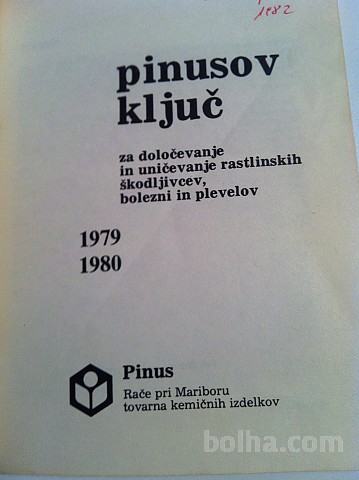 1982
pinusov
ključ
za določevanje
in uničevanje rastlinskih
škodljivcev,
bolezni in plevelov
1979
1980
Pinus
Rače pri Mariboru
tovarna kemičnih izdelkov
bolha.com